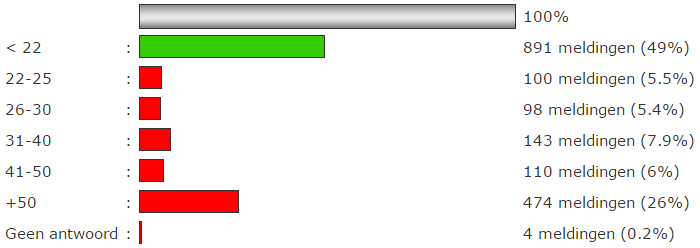 100%
< 22 : 891 meldingen (49%)
22-25 : 100 meldingen (5.5%)
26-30 : 98 meldingen (5.4%)
31-40 : 143 meldingen (7.9%)
41-50 : 110 meldingen (6%)
+50 : 474 meldingen (26%)
Geen antwoord : 4 meldingen (0.2%)